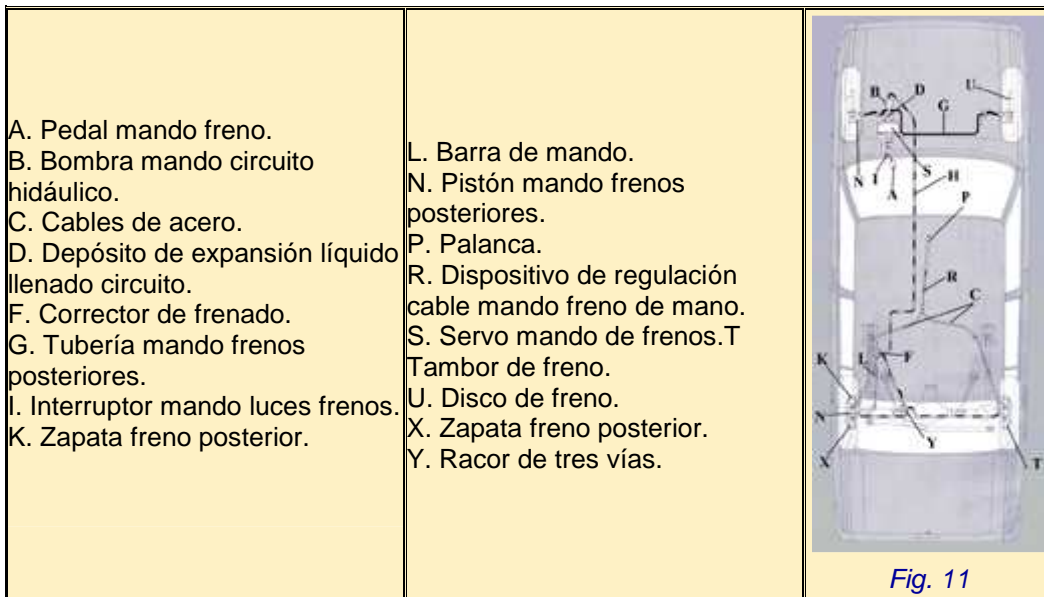 A. Pedal mando freno.
B. Bombra mando circuito
hidáulico.
C. Cables de acero.
D. Depósito de expansión líquido
llenado circuito.
F. Corrector de frenado.
G. Tubería mando frenos
posteriores.
I. Interruptor mando luces frenos.
K. Zapata freno posterior.
L. Barra de mando.
N. Pistón mando frenos
posteriores.
P. Palanca.
R. Dispositivo de regulación
cable mando freno de mano.
S. Servo mando de frenos.T
Tambor de freno.
U. Disco de freno.
X. Zapata freno posterior.
Y. Racor de tres vías.
B D U
G
N I A S H
P
R
C
K L F
N
Y
X T
Fig. 11